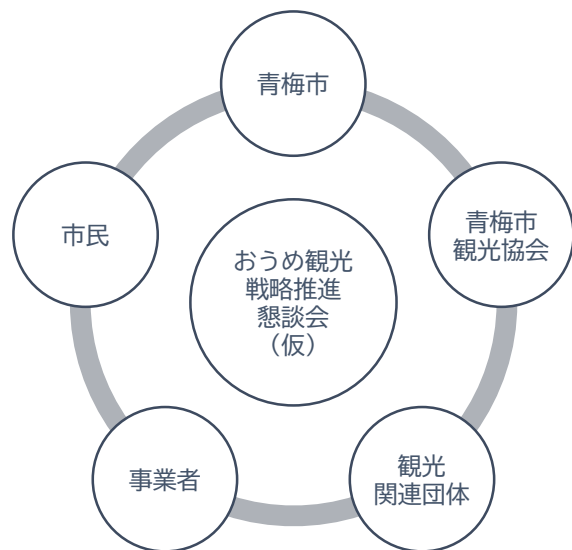 青梅市
青梅市
観光協会
観光
関連団体
事業者
市民
おうめ観光
戦略推進
懇談会
（仮）